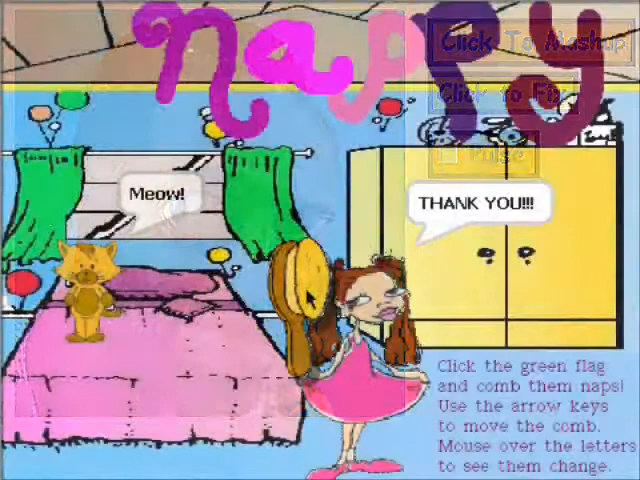 nappy
Click To Mashup
Click to Fix
Pulse
Meow!
THANK YOU!!!
Click the green flag
and comb them naps!
Use the arrow keys
to move the comb.
Mouse over the letters
to see them change.